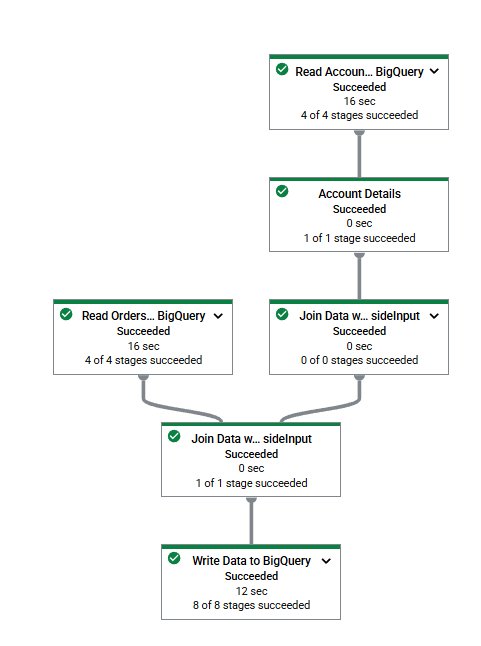 Read Accoun... BigQuery
Succeeded
16 sec
4 of 4 stages succeeded
Account Details
Succeeded
0 sec
1 of 1 stage succeeded
Read Orders... BigQuery
Succeeded
16 sec
4 of 4 stages succeeded
Join Data w... sideInput
Succeeded
0 sec
0 of 0 stages succeeded
Join Data w... sideInput
Succeeded
0 sec
1 of 1 stage succeeded
Write Data to BigQuery
Succeeded
12 sec
8 of 8 stages succeeded